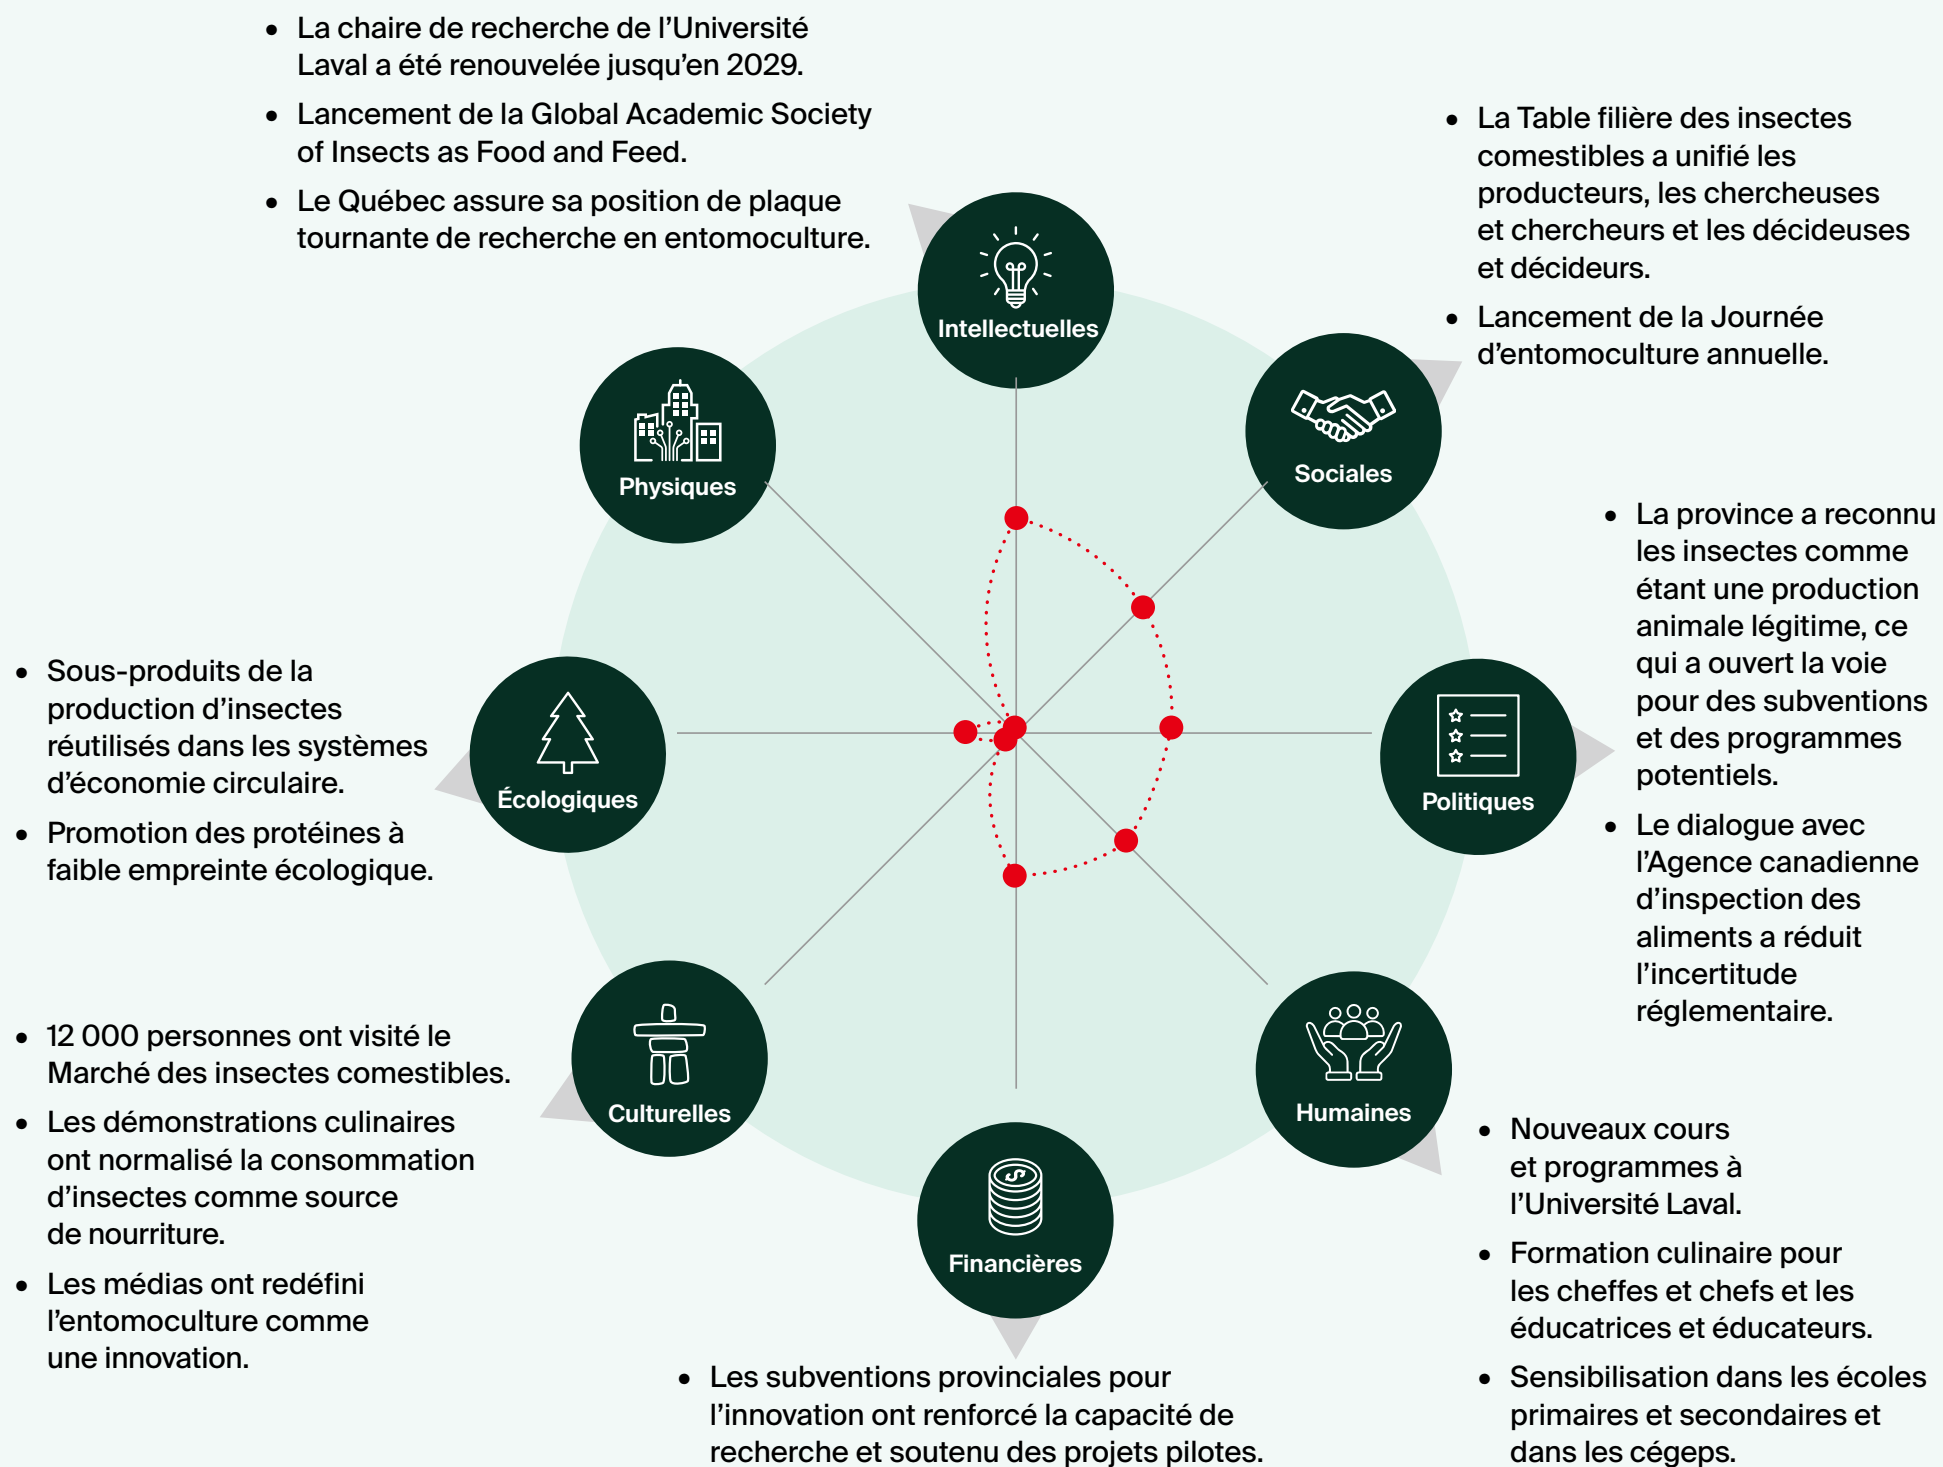 • La chaire de recherche de l’Université
Laval a été renouvelée jusqu’en 2029.
• Lancement de la Global Academic Society
of Insects as Food and Feed.
• Le Québec assure sa position de plaque
tournante de recherche en entomoculture.
Intellectuelles
• La Table filière des insectes
comestibles a unifié les
producteurs, les chercheuses
et chercheurs et les décideuses
et décideurs.
• Lancement de la Journée
d’entomoculture annuelle.
Sociales
• La province a reconnu
les insectes comme
étant une production
animale légitime, ce
qui a ouvert la voie
pour des subventions
et des programmes
potentiels.
• Le dialogue avec
l’Agence canadienne
d’inspection des
aliments a réduit
l’incertitude
réglementaire.
Politiques
Humaines
• Nouveaux cours
et programmes à
l’Université Laval.
• Formation culinaire pour
les cheffes et chefs et les
éducatrices et éducateurs.
• Sensibilisation dans les écoles
primaires et secondaires et
dans les cégeps.
Financières
• Les subventions provinciales pour
l’innovation ont renforcé la capacité de
recherche et soutenu des projets pilotes.
Culturelles
• 12 000 personnes ont visité le
Marché des insectes comestibles.
• Les démonstrations culinaires
ont normalisé la consommation
d’insectes comme source
de nourriture.
• Les médias ont redéfini
l’entomoculture comme
une innovation.
Écologiques
• Sous-produits de la
production d’insectes
réutilisés dans les systèmes
d’économie circulaire.
• Promotion des protéines à
faible empreinte écologique.
Physiques